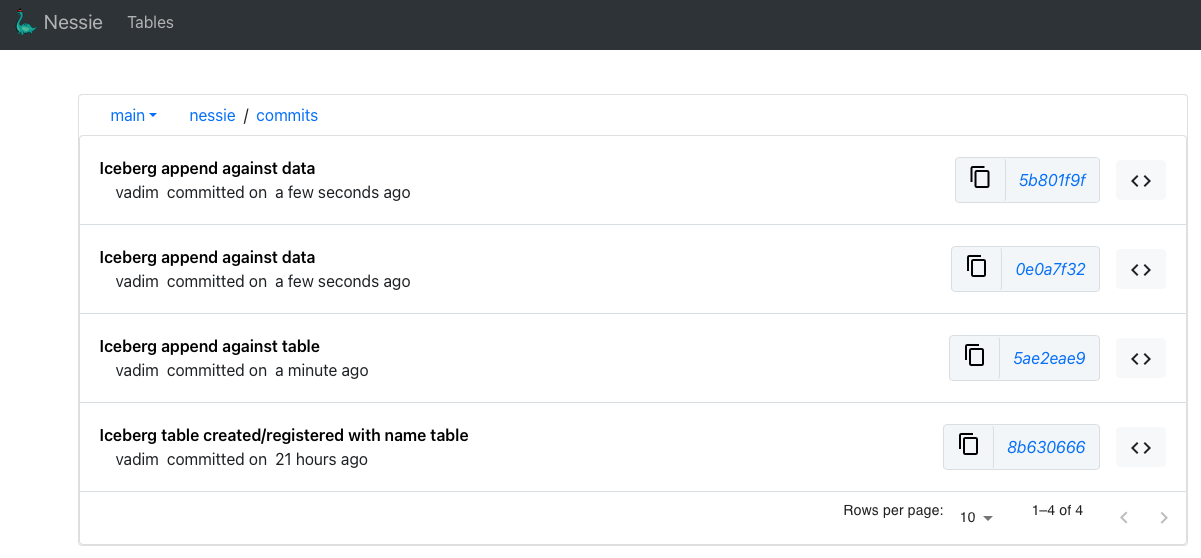 Nessie Tables
main nessie / commits
Iceberg append against data
vadim committed on a few seconds ago
5b801f9f
Iceberg append against data
vadim committed on a few seconds ago
0e0a7f32
Iceberg append against table
vadim committed on a minute ago
5ae2eae9
Iceberg table created/registered with name table
vadim committed on 21 hours ago
8b630666
Rows per page: 10 1–4 of 4